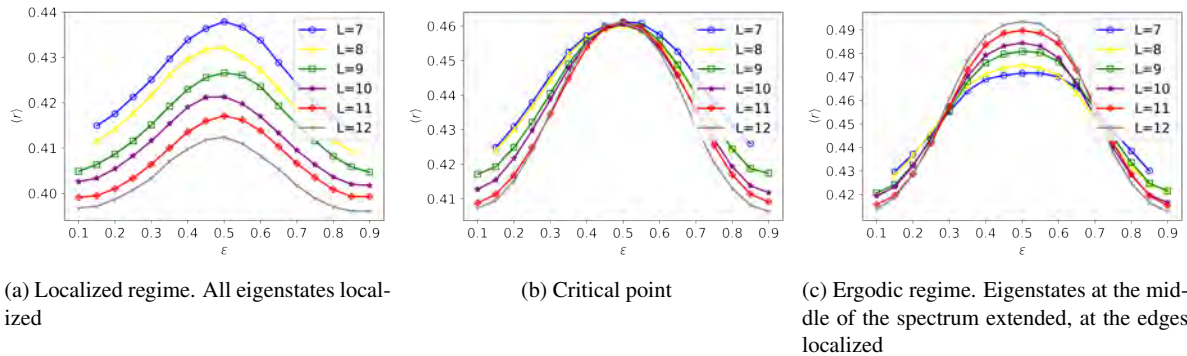 0.44
0.43
0.42
0.41
0.40
⟨r⟩
0.1 0.2 0.3 0.4 0.5 0.6 0.7 0.8 0.9
ε
L=7
L=8
L=9
L=10
L=11
L=12
(a) Localized regime. All eigenstates local-
ized
0.46
0.45
0.44
0.43
0.42
0.41
⟨r⟩
0.1 0.2 0.3 0.4 0.5 0.6 0.7 0.8 0.9
ε
L=7
L=8
L=9
L=10
L=11
L=12
(b) Critical point
0.49
0.48
0.47
0.46
0.45
0.44
0.43
0.42
⟨r⟩
0.1 0.2 0.3 0.4 0.5 0.6 0.7 0.8 0.9
ε
L=7
L=8
L=9
L=10
L=11
L=12
(c) Ergodic regime. Eigenstates at the mid-
dle of the spectrum extended, at the edges
localized